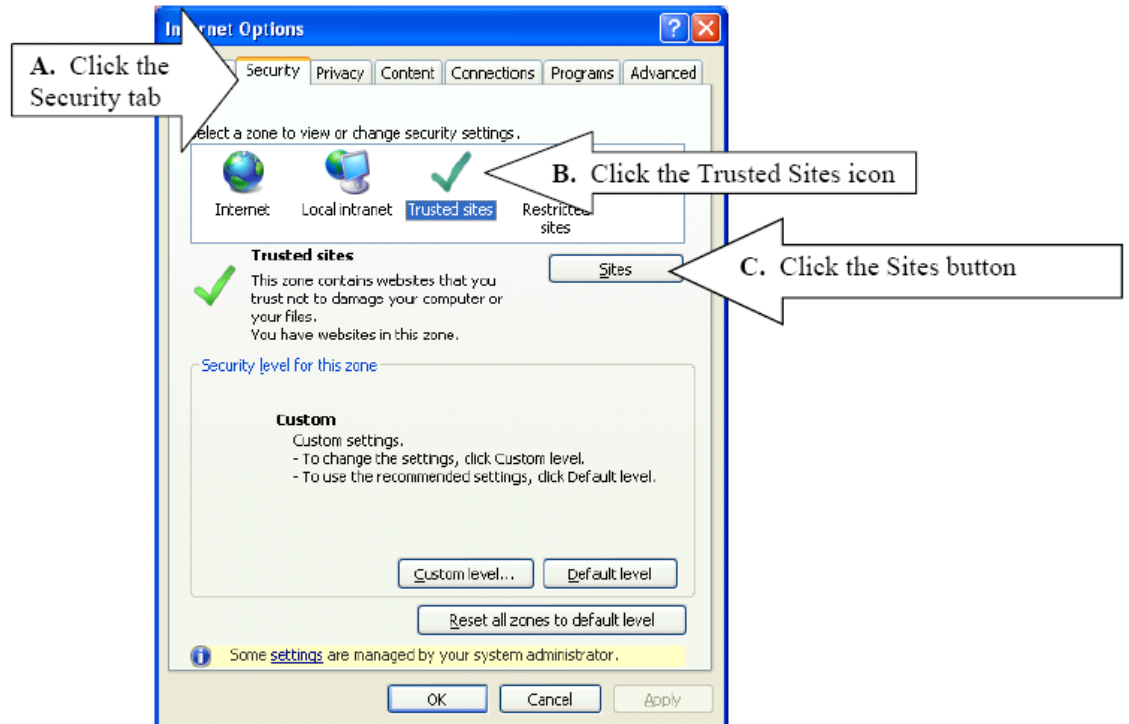 Internet Options
A. Click the
Security tab
Security Privacy Content Connections Programs Advanced
Select a zone to view or change security settings.
B. Click the Trusted Sites icon
Internet Local intranet Trusted sites Restricted
sites
Trusted sites
Sites
C. Click the Sites button
This zone contains websites that you
trust not to damage your computer or
your files.
You have websites in this zone.
Security level for this zone
Custom
Custom settings.
- To change the settings, click Custom level.
- To use the recommended settings, click Default level.
Custom level... Default level
Reset all zones to default level
Some settings are managed by your system administrator.
OK Cancel Apply